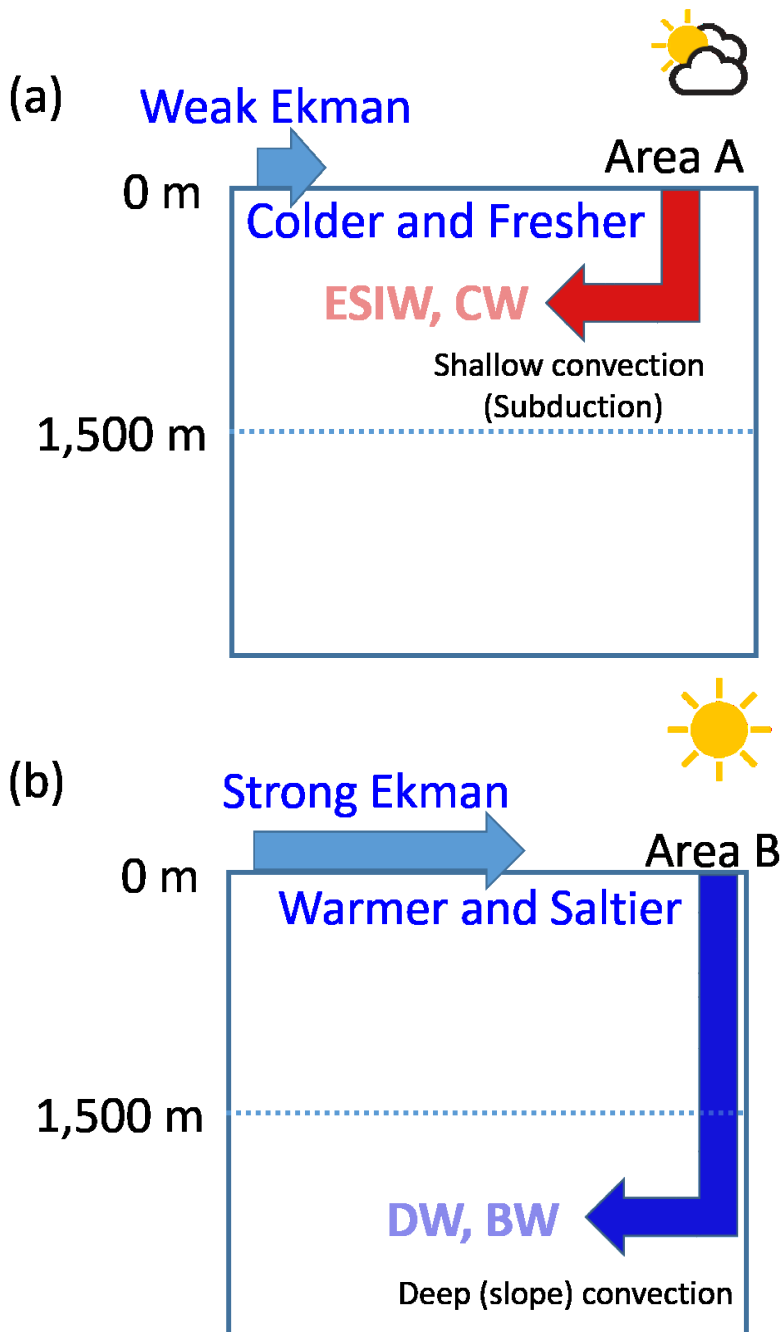 (a)
Weak Ekman
Area A
0 m
Colder and Fresher
ESIW, CW
Shallow convection
(Subduction)
1,500 m
(b)
Strong Ekman
Area B
0 m
Warmer and Saltier
1,500 m
DW, BW
Deep (slope) convection